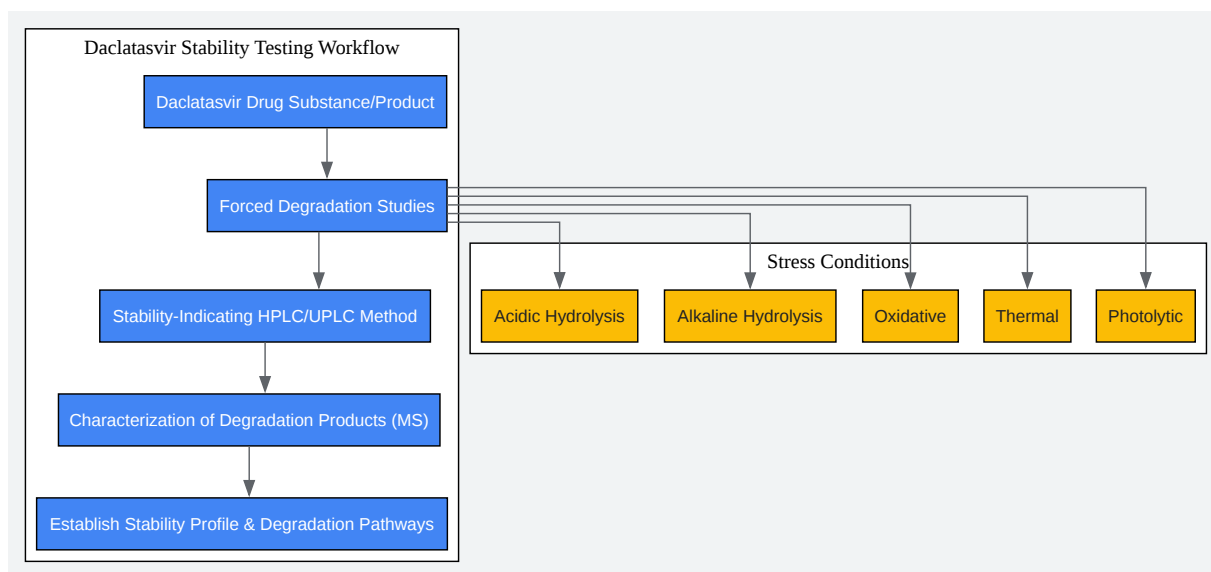 Daclatasvir Stability Testing Workflow
Daclatasvir Drug Substance/Product
Forced Degradation Studies
Stability-Indicating HPLC/UPLC Method
Characterization of Degradation Products (MS)
Establish Stability Profile & Degradation Pathways
Stress Conditions
Acidic Hydrolysis
Alkaline Hydrolysis
Oxidative
Thermal
Photolytic